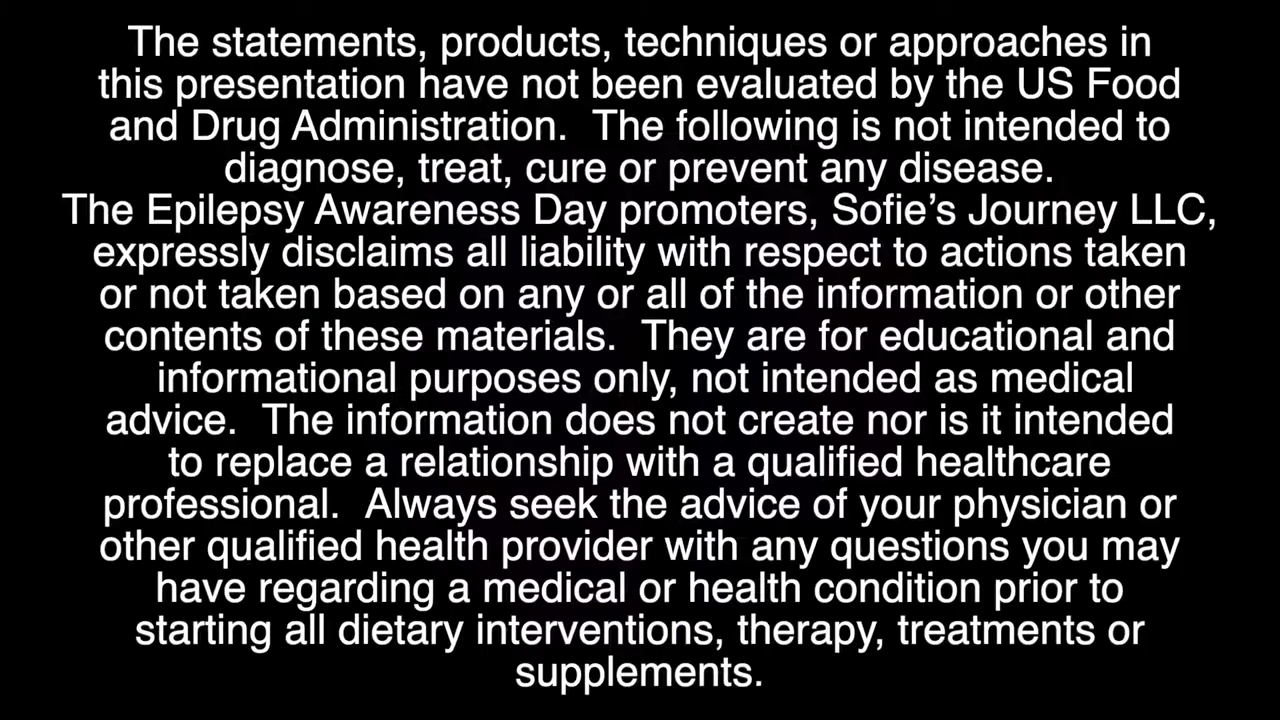 The statements, products, techniques or approaches in
this presentation have not been evaluated by the US Food
and Drug Administration.  The following is not intended to
diagnose, treat, cure or prevent any disease.
The Epilepsy Awareness Day promoters, Sofie’s Journey LLC,
expressly disclaims all liability with respect to actions taken
or not taken based on any or all of the information or other
contents of these materials.  They are for educational and
informational purposes only, not intended as medical
advice.  The information does not create nor is it intended
to replace a relationship with a qualified healthcare
professional.  Always seek the advice of your physician or
other qualified health provider with any questions you may
have regarding a medical or health condition prior to
starting all dietary interventions, therapy, treatments or
supplements.